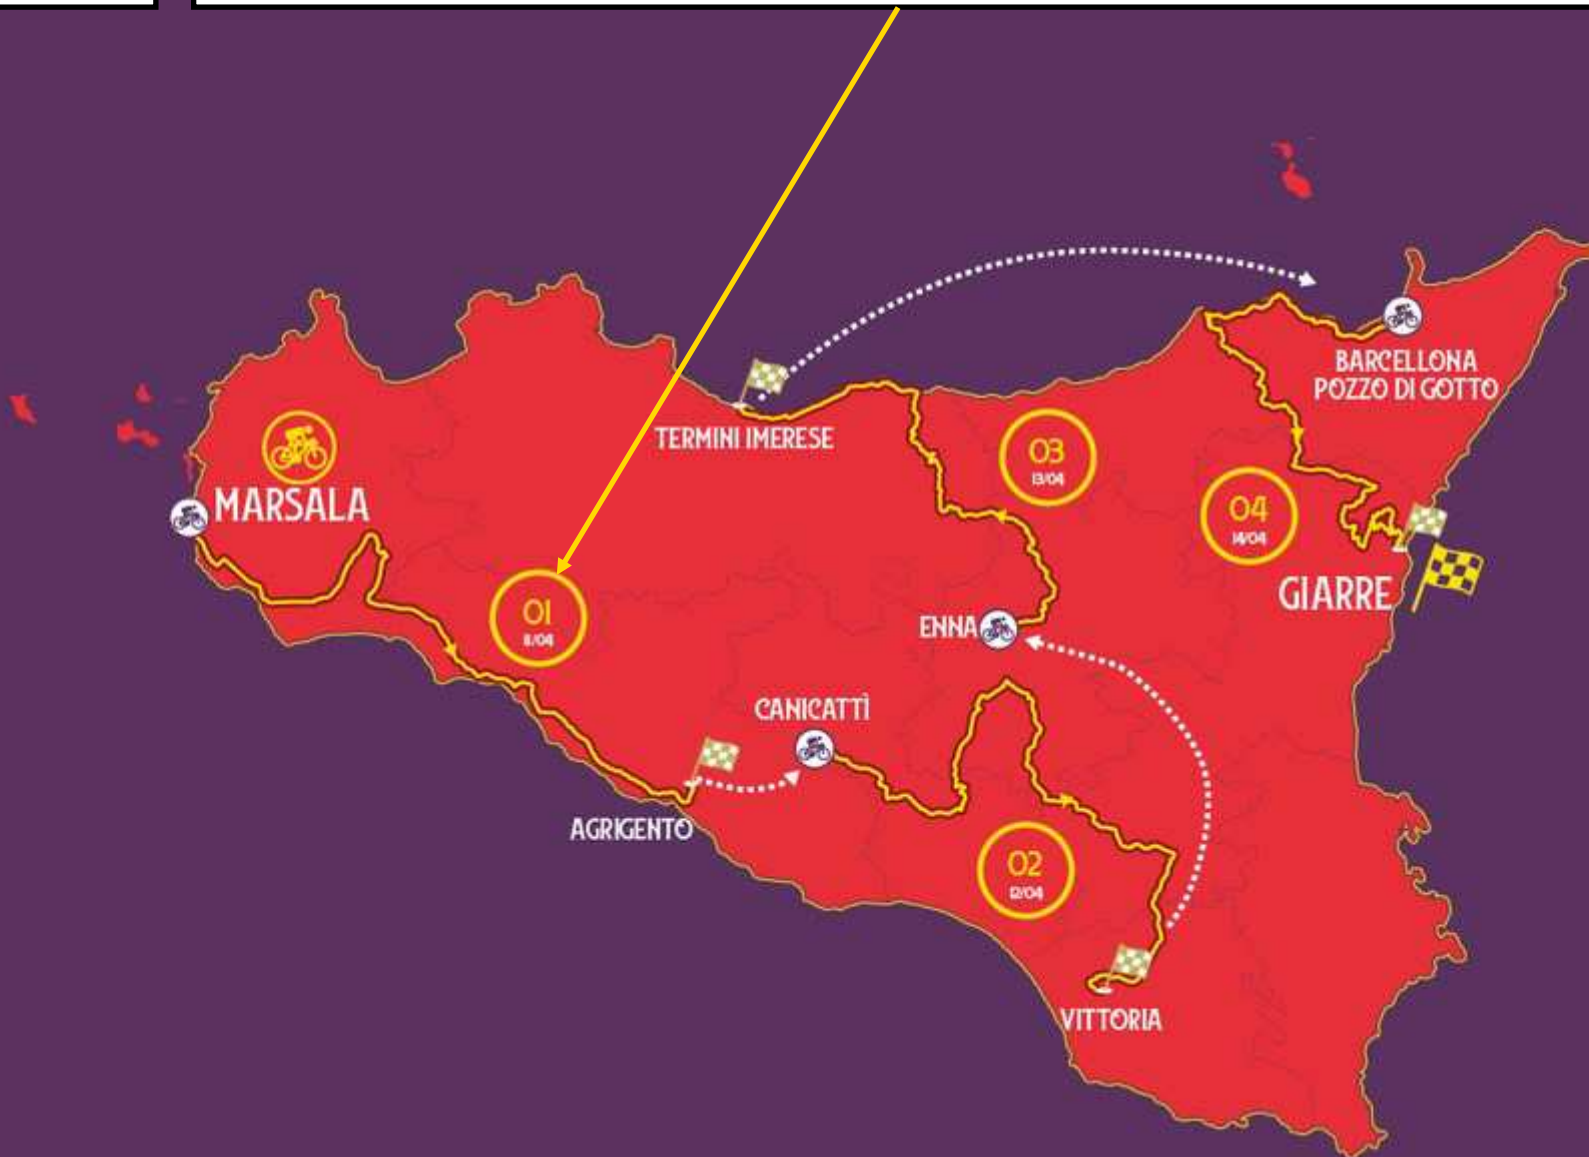 BARCELLONA
POZZO DI GOTTO
TERMINI IMERESE
03
13/04
MARSALA
04
14/04
GIARRE
01
11/04
ENNA
CANICATTÌ
AGRIGENTO
02
12/04
VITTORIA